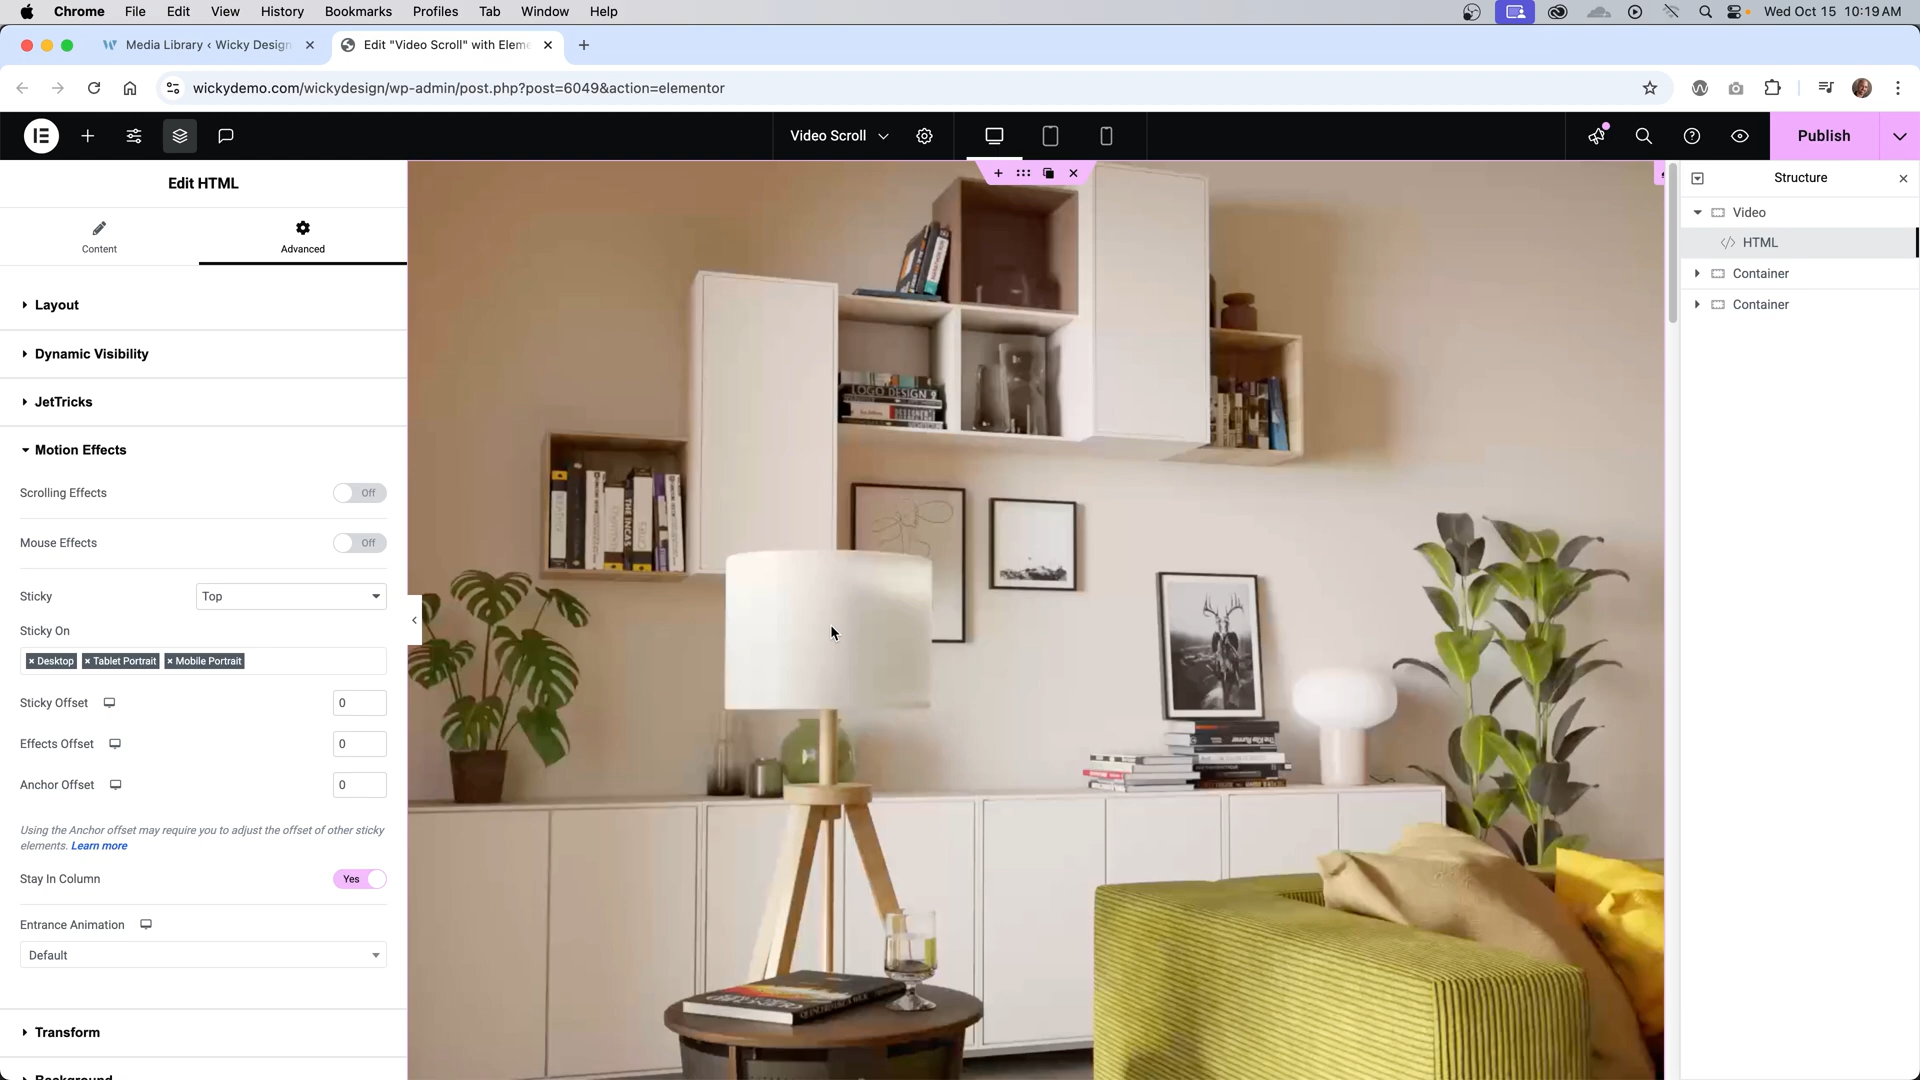 Chrome File Edit View History Bookmarks Profiles Tab Window Help
Wed Oct 15 10:19 AM
Media Library ‹ Wicky Design
Edit "Video Scroll" with Eleme
wickydemo.com/wickydesign/wp-admin/post.php?post=6049&action=elementor
Video Scroll
Publish
Edit HTML
Structure
Content
Advanced
Video
HTML
Container
Container
Layout
Dynamic Visibility
JetTricks
Motion Effects
Scrolling Effects
Off
Mouse Effects
Off
Sticky
Top
Sticky On
× Desktop × Tablet Portrait × Mobile Portrait
Sticky Offset
0
Effects Offset
0
Anchor Offset
0
Using the Anchor offset may require you to adjust the offset of other sticky
elements. Learn more
Stay In Column
Yes
Entrance Animation
Default
Transform
Background
LOGO DESIGN
THE INCAS